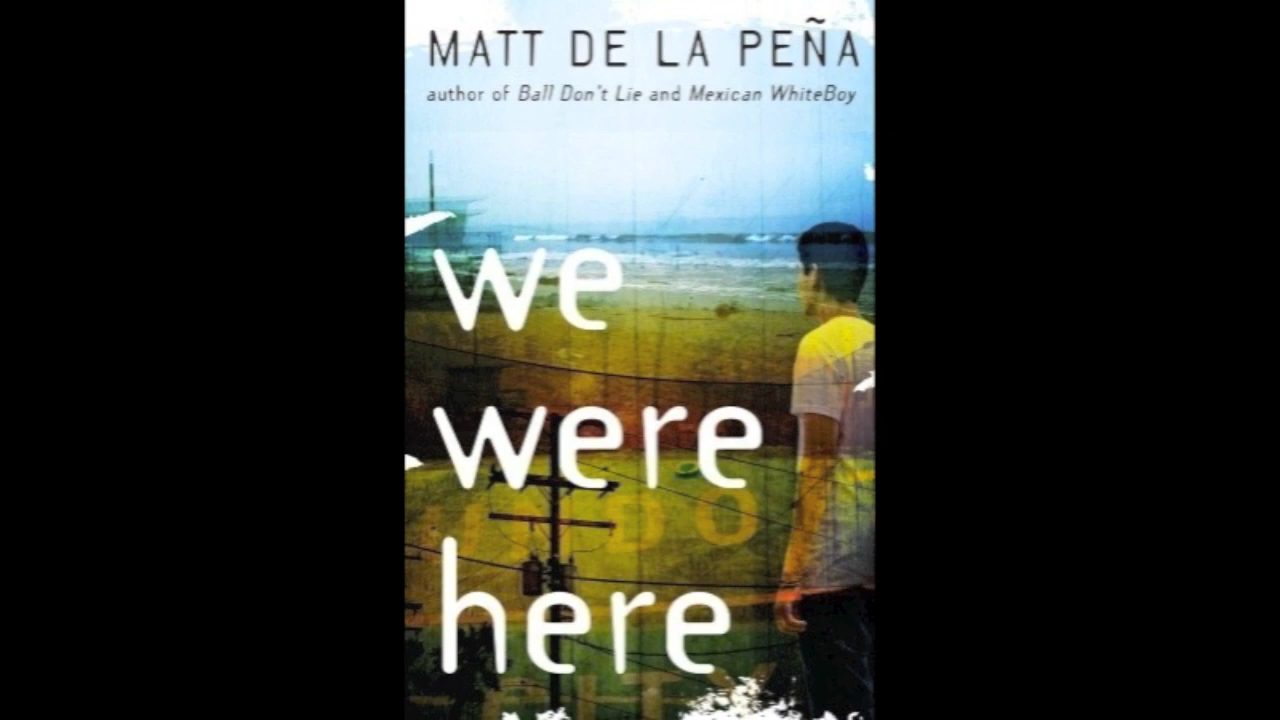 MATT DE LA PEÑA
author of Ball Don't Lie and Mexican WhiteBoy
we
were
here